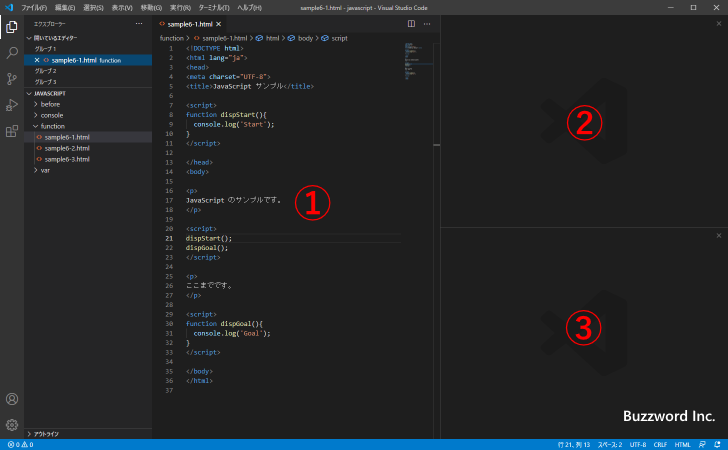 ファイル(F) 編集(E) 選択(S) 表示(V) 移動(G) 実行(R) ターミナル(T) ヘルプ(H) sample6-1.html - javascript - Visual Studio Code
エクスプローラー
開いているエディター
グループ 1
sample6-1.html function
グループ 2
グループ 3
JAVASCRIPT
before
console
function
sample6-1.html
sample6-2.html
sample6-3.html
var
アウトライン
sample6-1.html
function > sample6-1.html > html > body > script
1 <!DOCTYPE html>
2 <html lang="ja">
3 <head>
4 <meta charset="UTF-8">
5 <title>JavaScript サンプル</title>
6
7 <script>
8 function dispStart(){
9 console.log('Start');
10 }
11 </script>
12
13 </head>
14 <body>
15
16 <p>
17 JavaScript のサンプルです。
18 </p>
19
20 <script>
21 dispStart();
22 dispGoal();
23 </script>
24
25 <p>
26 ここまでです。
27 </p>
28
29 <script>
30 function dispGoal(){
31 console.log('Goal');
32 }
33 </script>
34
35 </body>
36 </html>
37
①
②
③
Buzzword Inc.
0 0 行 21、列 13 スペース: 2 UTF-8 CRLF HTML